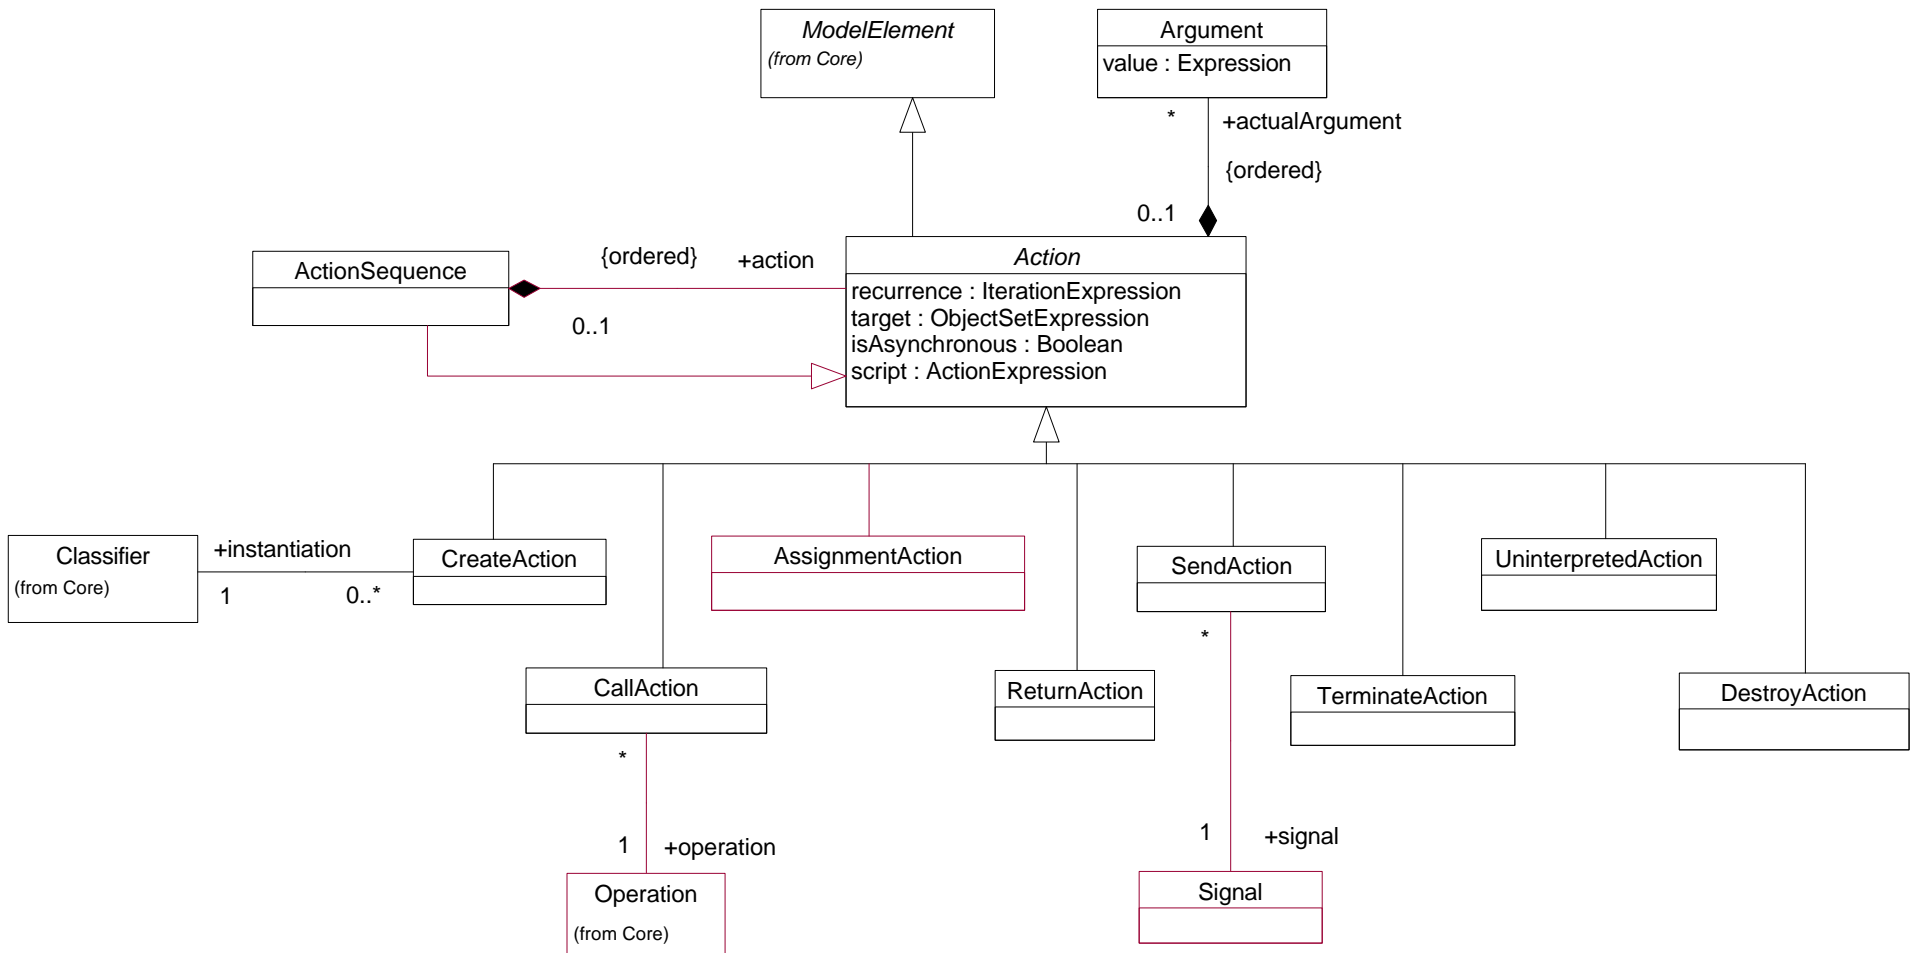 ModelElement
(from Core)
Argument
value : Expression
*
+actualArgument
{ordered}
0..1
ActionSequence
{ordered}
+action
0..1
Action
recurrence : IterationExpression
target : ObjectSetExpression
isAsynchronous : Boolean
script : ActionExpression
Classifier
(from Core)
+instantiation
1
0..*
CreateAction
AssignmentAction
SendAction
UninterpretedAction
*
CallAction
ReturnAction
TerminateAction
DestroyAction
*
1
+operation
1
+signal
Operation
(from Core)
Signal